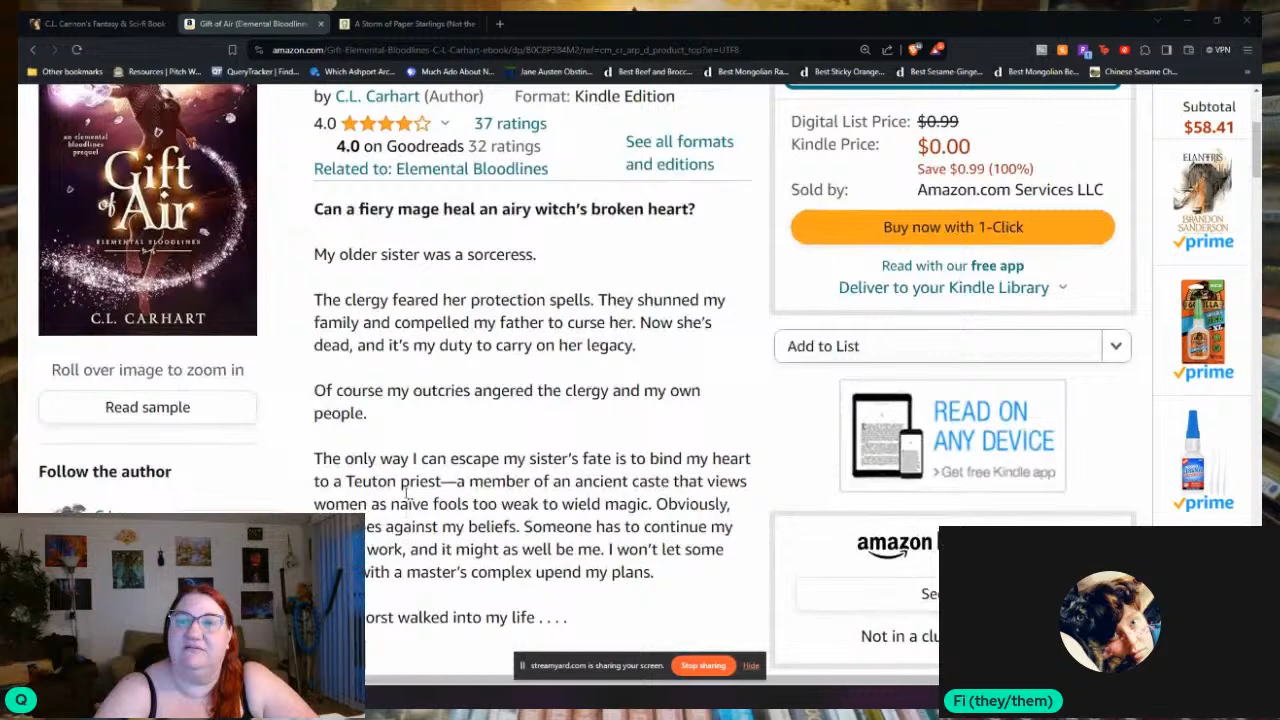 C.L. Cannon's Fantasy & Sci-fi Book
Gift of Air (Elemental Bloodlines
A Storm of Paper Starlings (Not the
amazon.com/Gift-Elemental-Bloodlines-C-L-Carhart-ebook/dp/B0C8P3B4M2/ref=cm_cr_arp_d_product_top?ie=UTF8
VPN
Other bookmarks
Resources | Pitch W...
QueryTracker | Find...
Which Ashport Arc...
Much Ado About N...
Jane Austen Obstin...
Best Beef and Brocc...
Best Mongolian Ra...
Best Sticky Orange...
Best Sesame-Ginge...
Best Mongolian Be...
Chinese Sesame Ch...
an elemental
bloodlines
prequel
Gift
of Air
ELEMENTAL BLOODLINES
C.L. CARHART
Roll over image to zoom in
Read sample
Follow the author
by C.L. Carhart (Author) Format: Kindle Edition
4.0 37 ratings
4.0 on Goodreads 32 ratings
See all formats
and editions
Related to: Elemental Bloodlines
Can a fiery mage heal an airy witch's broken heart?
My older sister was a sorceress.
The clergy feared her protection spells. They shunned my
family and compelled my father to curse her. Now she's
dead, and it's my duty to carry on her legacy.
Of course my outcries angered the clergy and my own
people.
The only way I can escape my sister's fate is to bind my heart
to a Teuton priest—a member of an ancient caste that views
women as naïve fools too weak to wield magic. Obviously,
es against my beliefs. Someone has to continue my
work, and it might as well be me. I won't let some
with a master's complex upend my plans.
orst walked into my life . . . .
Digital List Price: $0.99
Kindle Price: $0.00
Save $0.99 (100%)
Sold by: Amazon.com Services LLC
Buy now with 1-Click
Read with our free app
Deliver to your Kindle Library
Add to List
READ ON
ANY DEVICE
> Get free Kindle app
amazon
Se
Not in a clu
Subtotal
$58.41
ELANTRIS
BRANDON
SANDERSON
prime
prime
prime
streamyard.com is sharing your screen.
Stop sharing
Hide
Q
Fi (they/them)